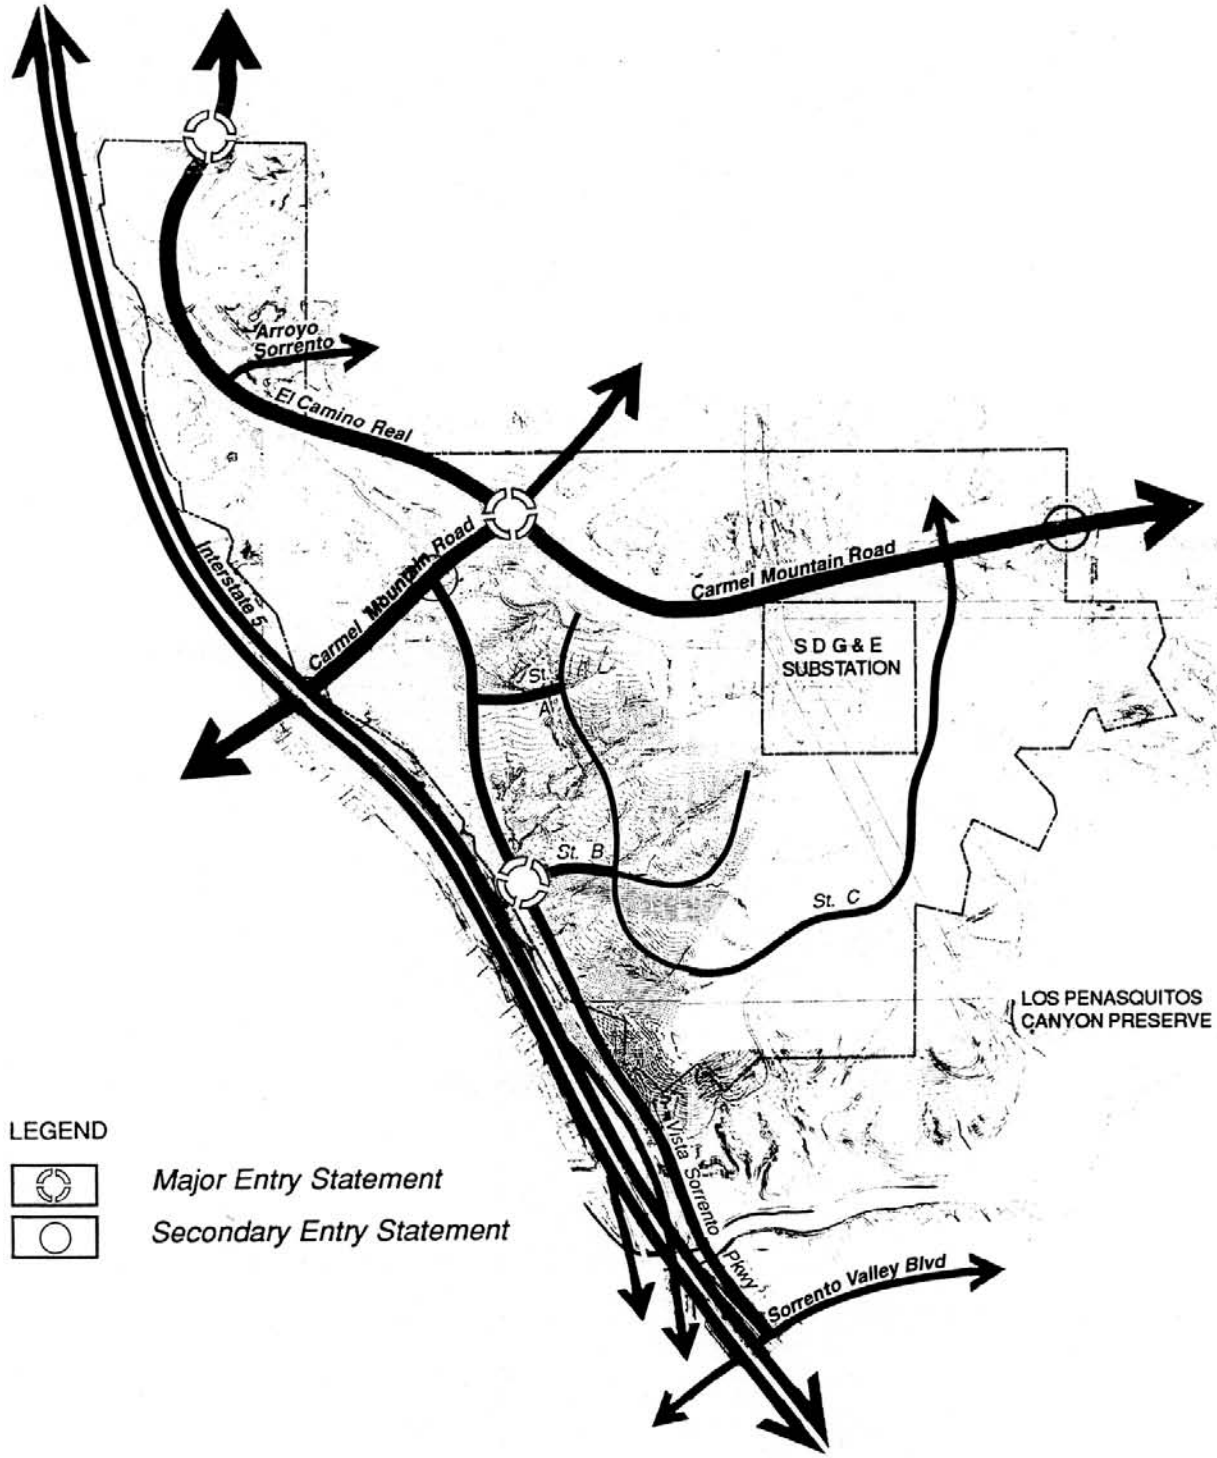 Arroyo
Sorrento
El Camino Real
Interstate 5
Carmel Mountain Road
Carmel Mountain Road
S D G & E
SUBSTATION
St.
A
St. B
St. C
LOS PENASQUITOS
CANYON PRESERVE
Vista Sorrento Pkwy
Sorrento Valley Blvd
LEGEND
Major Entry Statement
Secondary Entry Statement